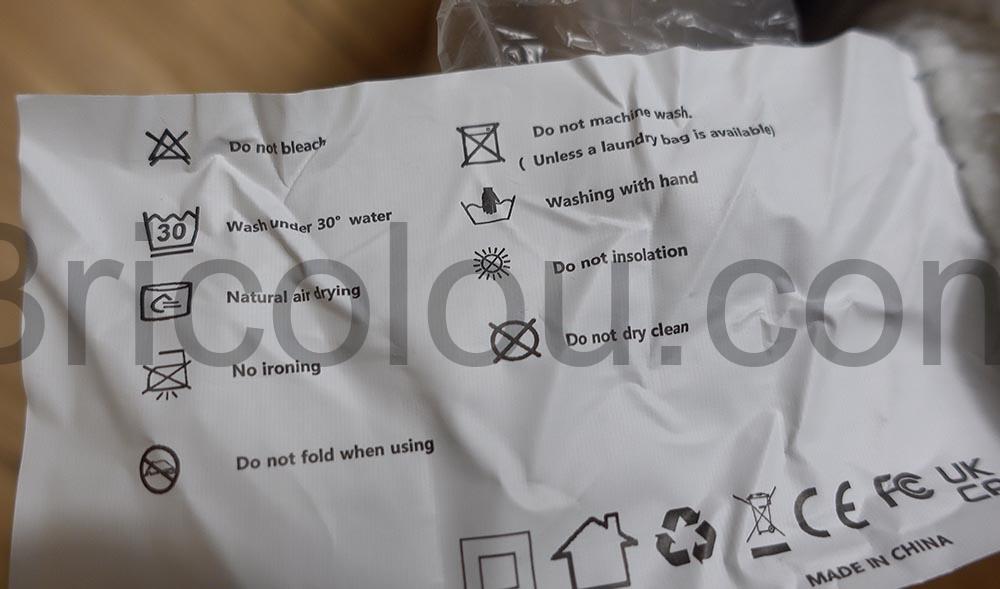 Do not bleach
Wash under 30° water
30
Natural air drying
No ironing
Do not fold when using
Do not machine wash.
( Unless a laundry bag is available)
Washing with hand
Do not insolation
Do not dry clean
Bricolou.com
CE FC UK
CA
MADE IN CHINA